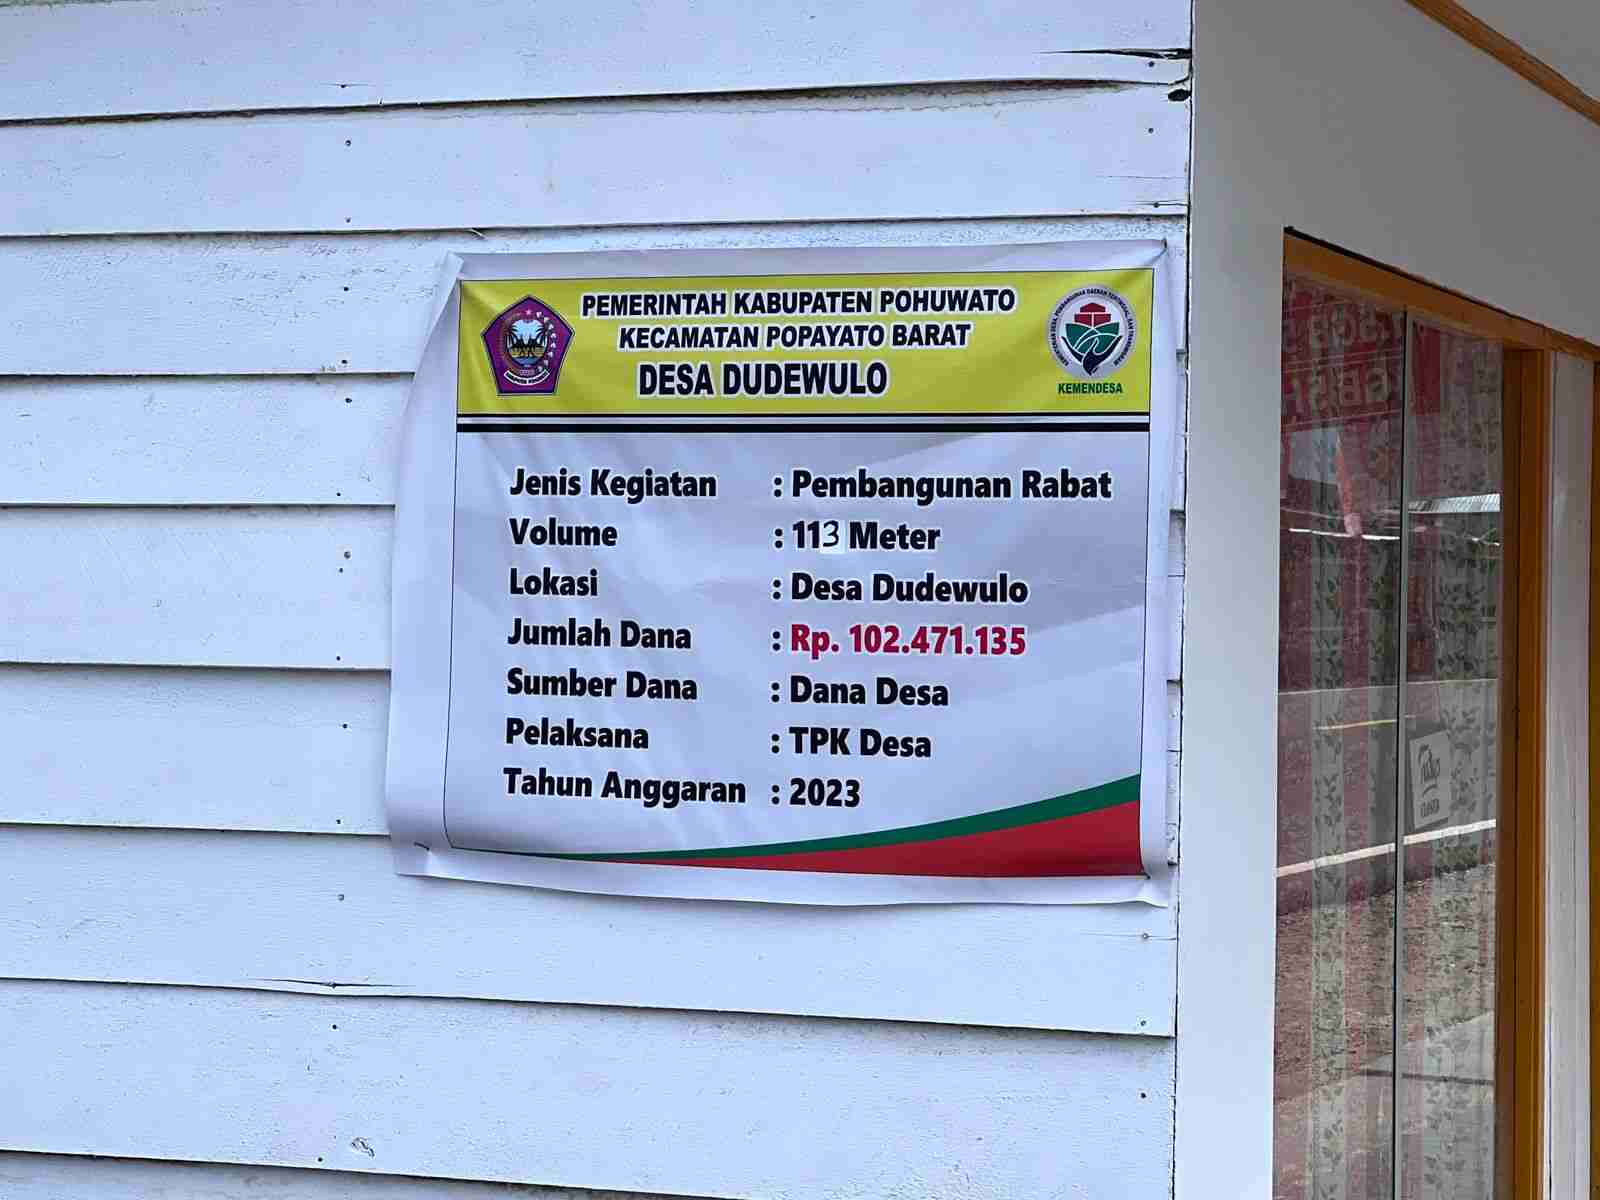 PEMERINTAH KABUPATEN POHUWATO
KECAMATAN POPAYATO BARAT
DESA DUDEWULO
KEMENDESA
Jenis Kegiatan : Pembangunan Rabat
Volume : 113 Meter
Lokasi : Desa Dudewulo
Jumlah Dana : Rp. 102.471.135
Sumber Dana : Dana Desa
Pelaksana : TPK Desa
Tahun Anggaran : 2023